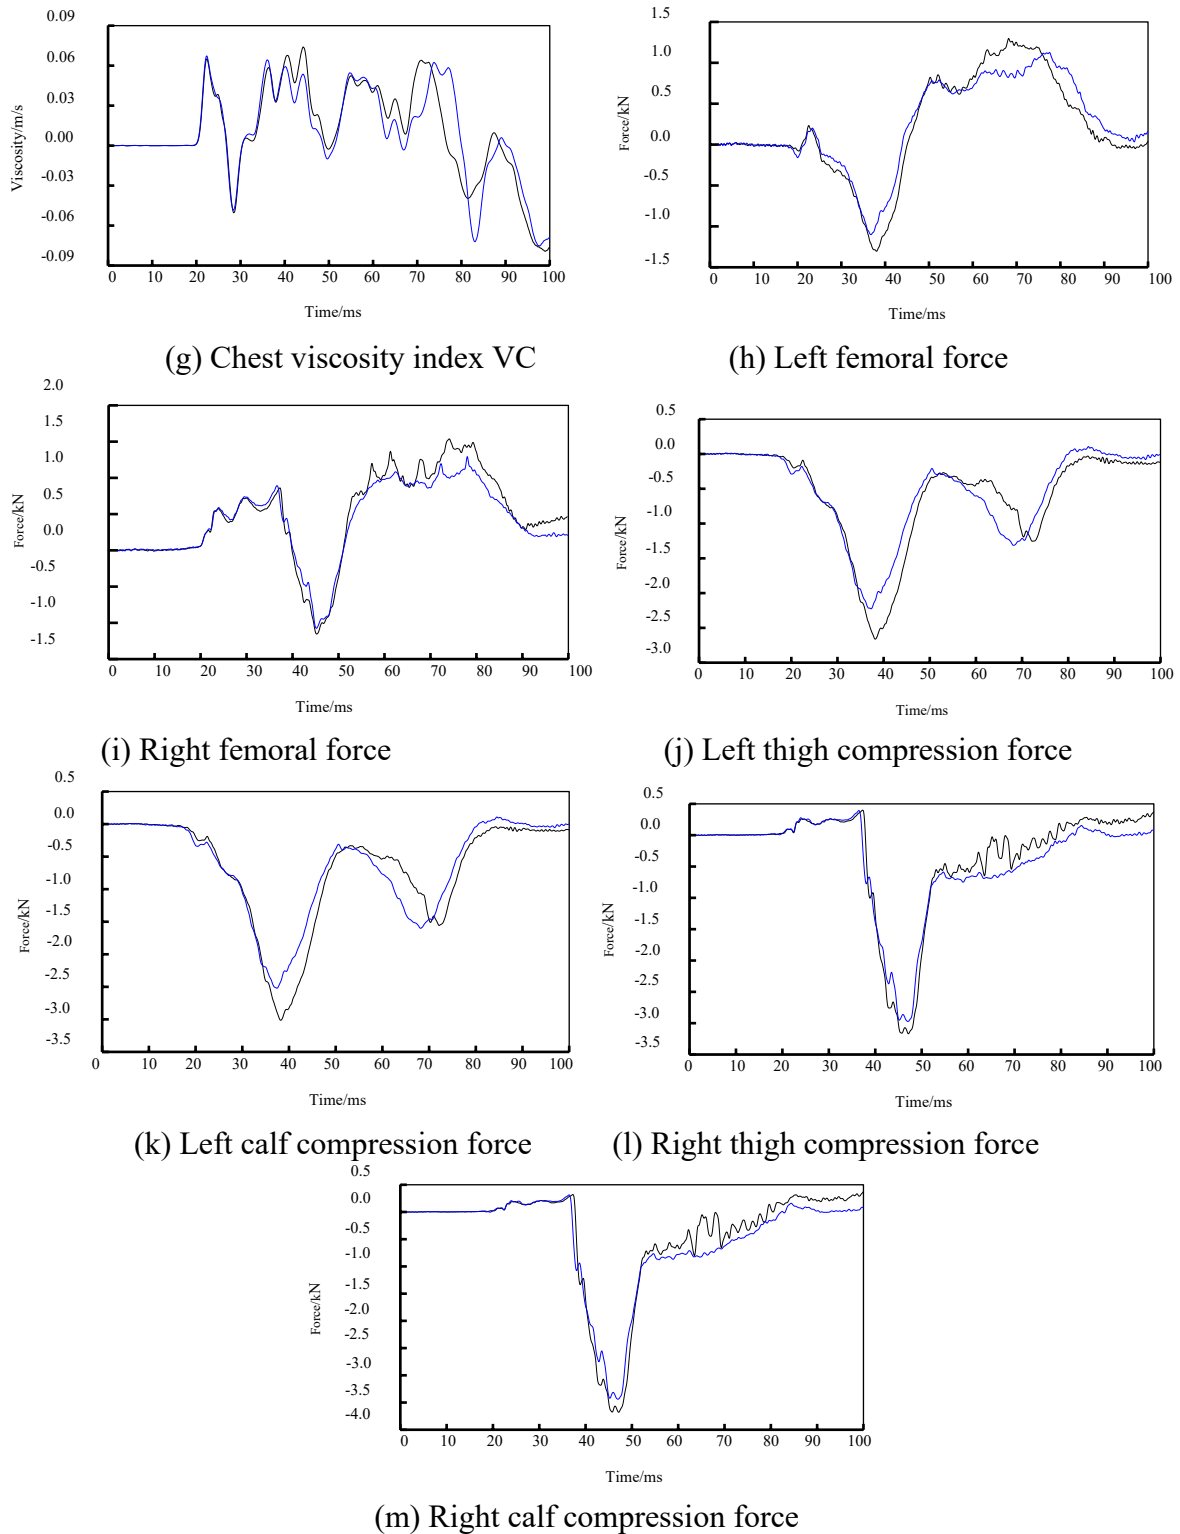 0.09
0.06
0.03
0.00
-0.03
-0.06
-0.09
Viscosity/m/s
0 10 20 30 40 50 60 70 80 90 100
Time/ms
(g) Chest viscosity index VC
1.5
1.0
0.5
0.0
-0.5
-1.0
-1.5
Force/kN
0 10 20 30 40 50 60 70 80 90 100
Time/ms
(h) Left femoral force
2.0
1.5
1.0
0.5
0.0
-0.5
-1.0
-1.5
Force/kN
0 10 20 30 40 50 60 70 80 90 100
Time/ms
(i) Right femoral force
0.5
0.0
-0.5
-1.0
-1.5
-2.0
-2.5
-3.0
Force/kN
0 10 20 30 40 50 60 70 80 90 100
Time/ms
(j) Left thigh compression force
0.5
0.0
-0.5
-1.0
-1.5
-2.0
-2.5
-3.0
-3.5
Force/kN
0 10 20 30 40 50 60 70 80 90 100
Time/ms
(k) Left calf compression force
0.5
0.0
-0.5
-1.0
-1.5
-2.0
-2.5
-3.0
-3.5
Force/kN
0 10 20 30 40 50 60 70 80 90 100
Time/ms
(l) Right thigh compression force
0.5
0.0
-0.5
-1.0
-1.5
-2.0
-2.5
-3.0
-3.5
-4.0
Force/kN
0 10 20 30 40 50 60 70 80 90 100
Time/ms
(m) Right calf compression force